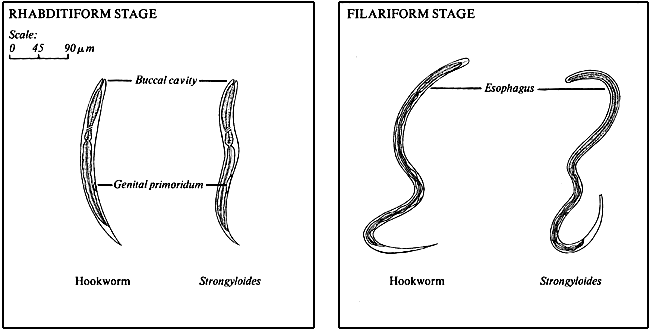 RHABDITIFORM STAGE
Scale:
0 45 90 μm
Buccal cavity
Genital primoridum
Hookworm Strongyloides
FILARIFORM STAGE
Esophagus
Hookworm Strongyloides